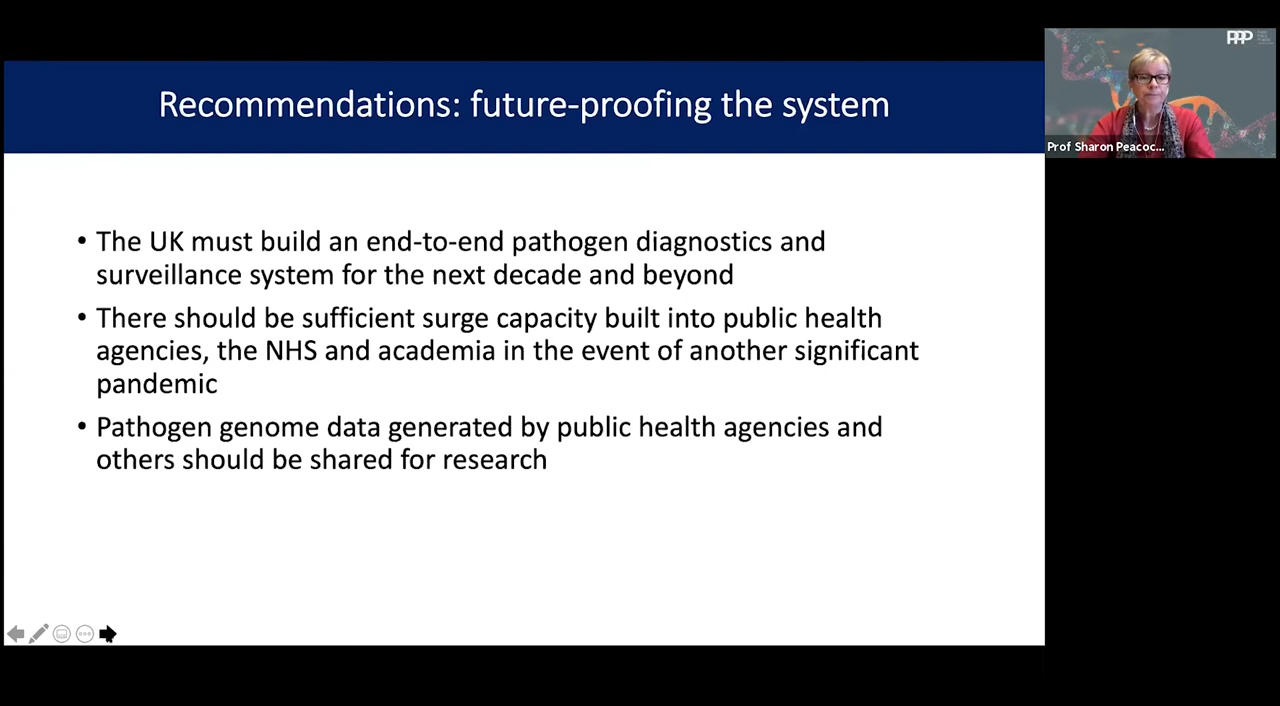 Recommendations: future-proofing the system
• The UK must build an end-to-end pathogen diagnostics and
surveillance system for the next decade and beyond
• There should be sufficient surge capacity built into public health
agencies, the NHS and academia in the event of another significant
pandemic
• Pathogen genome data generated by public health agencies and
others should be shared for research
PPP
Prof Sharon Peacoc...